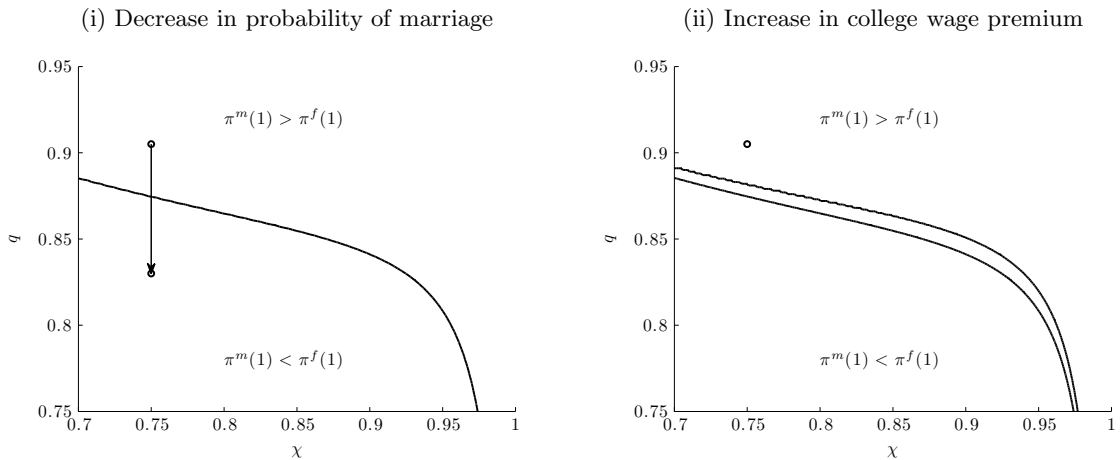 (i) Decrease in probability of marriage
0.95
0.9
0.85
0.8
0.75
q
π^m(1) > π^f(1)
π^m(1) < π^f(1)
0.7 0.75 0.8 0.85 0.9 0.95 1
χ
(ii) Increase in college wage premium
0.95
0.9
0.85
0.8
0.75
q
π^m(1) > π^f(1)
π^m(1) < π^f(1)
0.7 0.75 0.8 0.85 0.9 0.95 1
χ